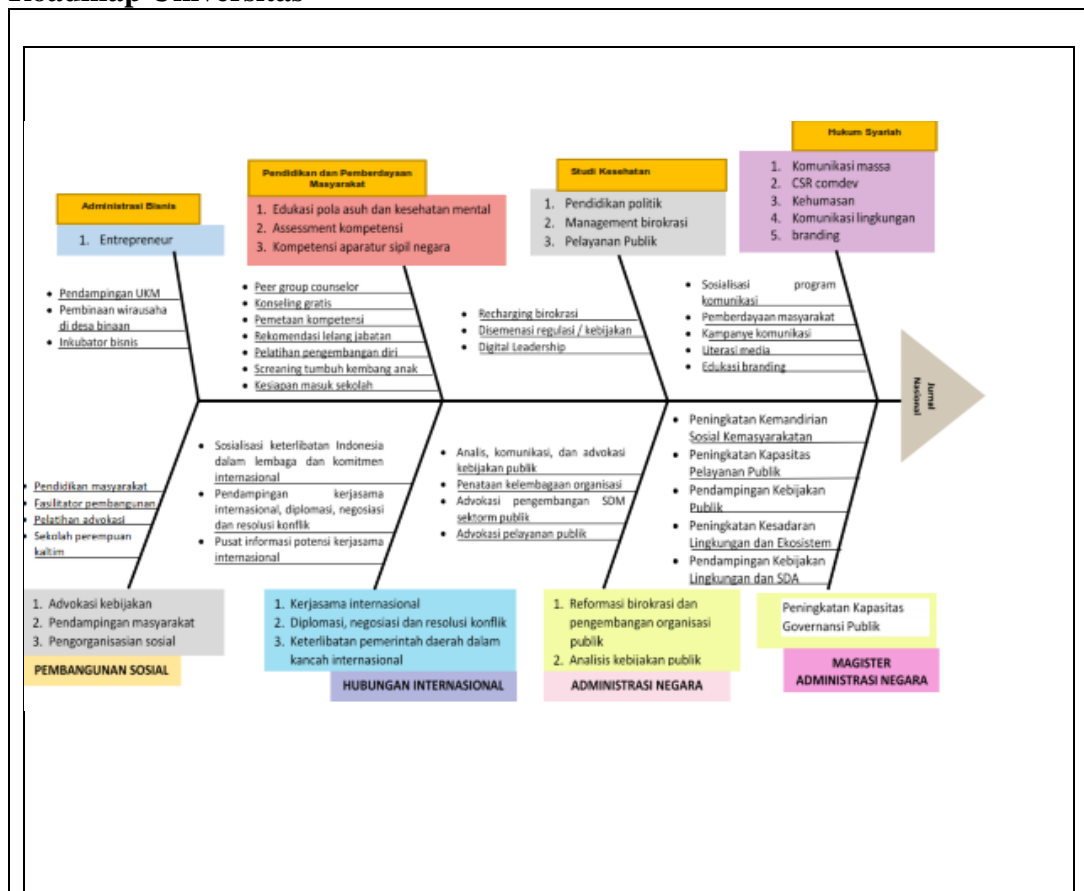 Roadmap Universitas
Hukum Syariah
1. Komunikasi massa
2. CSR comdev
3. Kehumasan
4. Komunikasi lingkungan
5. branding
Pendidikan dan Pemberdayaan
Masyarakat
1. Edukasi pola asuh dan kesehatan mental
2. Assessment kompetensi
3. Kompetensi aparatur sipil negara
Studi Kesehatan
1. Pendidikan politik
2. Management birokrasi
3. Pelayanan Publik
Administrasi Bisnis
1. Entrepreneur
• Pendampingan UKM
• Pembinaan wirausaha
di desa binaan
• Inkubator bisnis
• Peer group counselor
• Konseling gratis
• Pemetaan kompetensi
• Rekomendasi lelang jabatan
• Pelatihan pengembangan diri
• Screaning tumbuh kembang anak
• Kesiapan masuk sekolah
• Recharging birokrasi
• Disemenasi regulasi / kebijakan
• Digital Leadership
• Sosialisasi program
komunikasi
• Pemberdayaan masyarakat
• Kampanye komunikasi
• Literasi media
• Edukasi branding
Jurnal
Nasional
• Pendidikan masyarakat
• Fasilitator pembangunan
• Pelatihan advokasi
• Sekolah perempuan
kaltim
• Sosialisasi keterlibatan Indonesia
dalam lembaga dan komitmen
internasional
• Pendampingan kerjasama
internasional, diplomasi, negosiasi
dan resolusi konflik
• Pusat informasi potensi kerjasama
internasional
• Analis, komunikasi, dan advokasi
kebijakan publik
• Penataan kelembagaan organisasi
• Advokasi pengembangan SDM
sektorm publik
• Advokasi pelayanan publik
• Peningkatan Kemandirian
Sosial Kemasyarakatan
• Peningkatan Kapasitas
Pelayanan Publik
• Pendampingan Kebijakan
Publik
• Peningkatan Kesadaran
Lingkungan dan Ekosistem
• Pendampingan Kebijakan
Lingkungan dan SDA
1. Advokasi kebijakan
2. Pendampingan masyarakat
3. Pengorganisasian sosial
PEMBANGUNAN SOSIAL
1. Kerjasama internasional
2. Diplomasi, negosiasi dan resolusi konflik
3. Keterlibatan pemerintah daerah dalam
kancah internasional
HUBUNGAN INTERNASIONAL
1. Reformasi birokrasi dan
pengembangan organisasi
publik
2. Analisis kebijakan publik
ADMINISTRASI NEGARA
Peningkatan Kapasitas
Governansi Publik
MAGISTER
ADMINISTRASI NEGARA